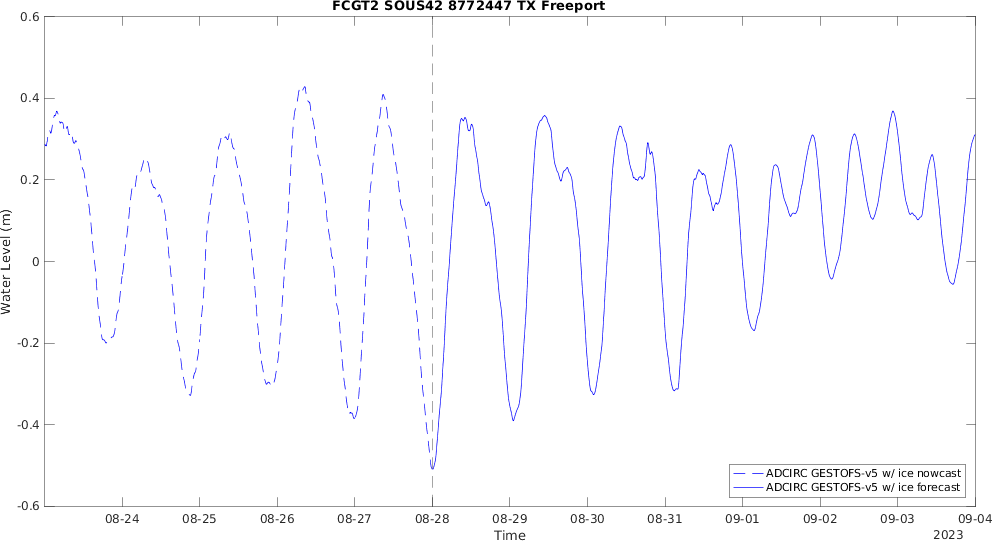 FCGT2 SOUS42 8772447 TX Freeport
0.6
0.4
0.2
0
-0.2
-0.4
-0.6
Water Level (m)
ADCIRC GESTOFS-v5 w/ ice nowcast
ADCIRC GESTOFS-v5 w/ ice forecast
08-24 08-25 08-26 08-27 08-28 08-29 08-30 08-31 09-01 09-02 09-03 09-04
Time
2023